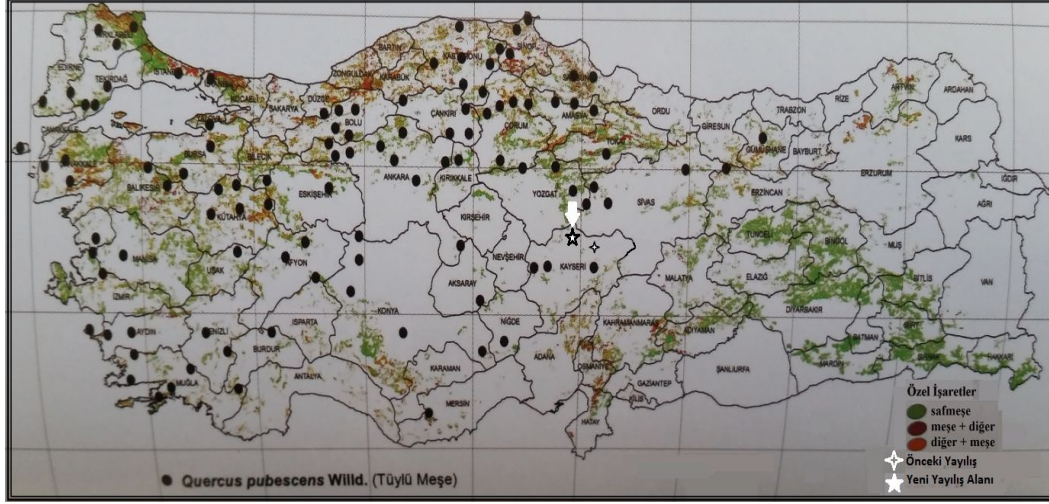 KIRKLARELİ
EDİRNE
TEKİRDAĞ
İSTANBUL
KOCAELİ
SAKARYA
DÜZCE
BOLU
ZONGULDAK
BARTIN
KARABÜK
KASTAMONU
SİNOP
SAMSUN
ÇANKIRI
ÇORUM
AMASYA
TOKAT
ORDU
GİRESUN
TRABZON
RİZE
ARTVİN
ARDAHAN
KARS
GÜMÜŞHANE
BAYBURT
ERZURUM
IĞDIR
AĞRI
ÇANAKKALE
BALIKESİR
BURSA
BİLECİK
ESKİŞEHİR
KÜTAHYA
ANKARA
KIRIKKALE
YOZGAT
SİVAS
ERZİNCAN
TUNCELİ
BİNGÖL
MUŞ
BİTLİS
VAN
KIRŞEHİR
NEVŞEHİR
KAYSERİ
MALATYA
ELAZIĞ
DİYARBAKIR
MANİSA
UŞAK
AFYON
İZMİR
AKSARAY
KONYA
NİĞDE
KAHRAMANMARAŞ
ADIYAMAN
BATMAN
SİİRT
AYDIN
DENİZLİ
ISPARTA
BURDUR
KARAMAN
ADANA
OSMANİYE
GAZİANTEP
ŞANLIURFA
MARDİN
HAKKARİ
MUĞLA
ANTALYA
MERSİN
KİLİS
HATAY
Özel İşaretler
safmeşe
meşe + diğer
diğer + meşe
Önceki Yayılış
Yeni Yayılış Alanı
Quercus pubescens Willd. (Tüylü Meşe)